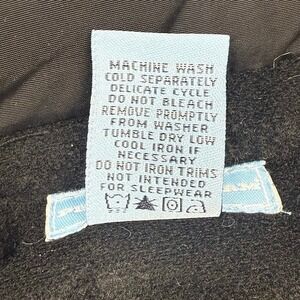 MACHINE WASH
COLD SEPARATELY
DELICATE CYCLE
DO NOT BLEACH
REMOVE PROMPTLY
FROM WASHER
TUMBLE DRY LOW
COOL IRON IF
NECESSARY
DO NOT IRON TRIMS
NOT INTENDED
FOR SLEEPWEAR